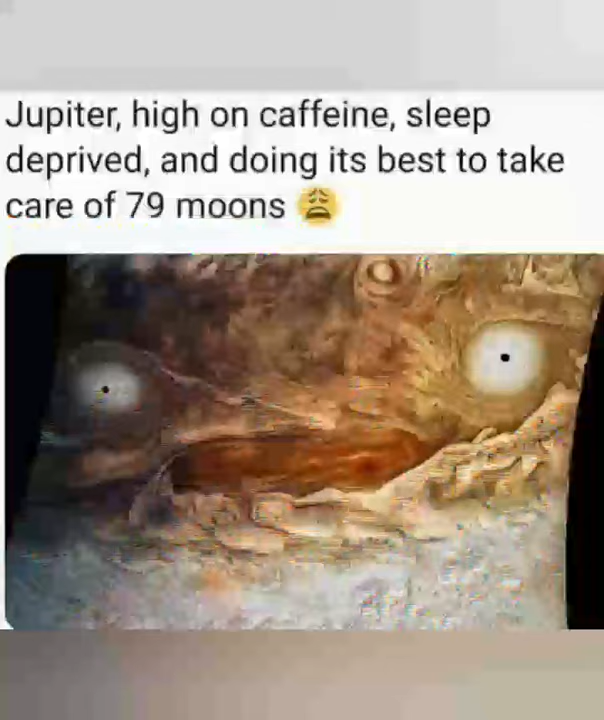 Jupiter, high on caffeine, sleep
deprived, and doing its best to take
care of 79 moons 😩